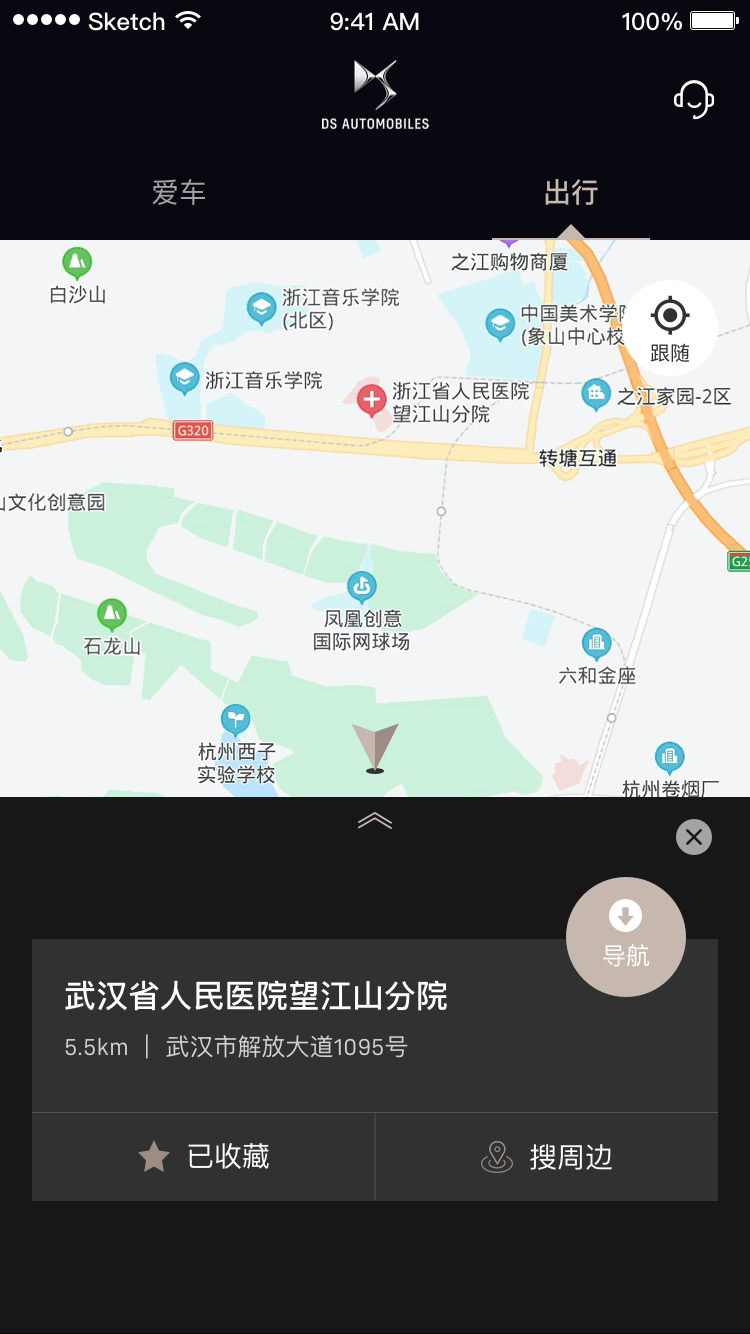 Sketch 9:41 AM 100%
DS AUTOMOBILES
爱车 出行
之江购物商厦
白沙山
浙江音乐学院
(北区)
中国美术学院
(象山中心校
跟随
浙江音乐学院
浙江省人民医院
望江山分院
之江家园-2区
G320
转塘互通
山文化创意园
G25
凤凰创意
国际网球场
石龙山
六和金座
杭州西子
实验学校
杭州卷烟厂
导航
武汉省人民医院望江山分院
5.5km | 武汉市解放大道1095号
已收藏 搜周边